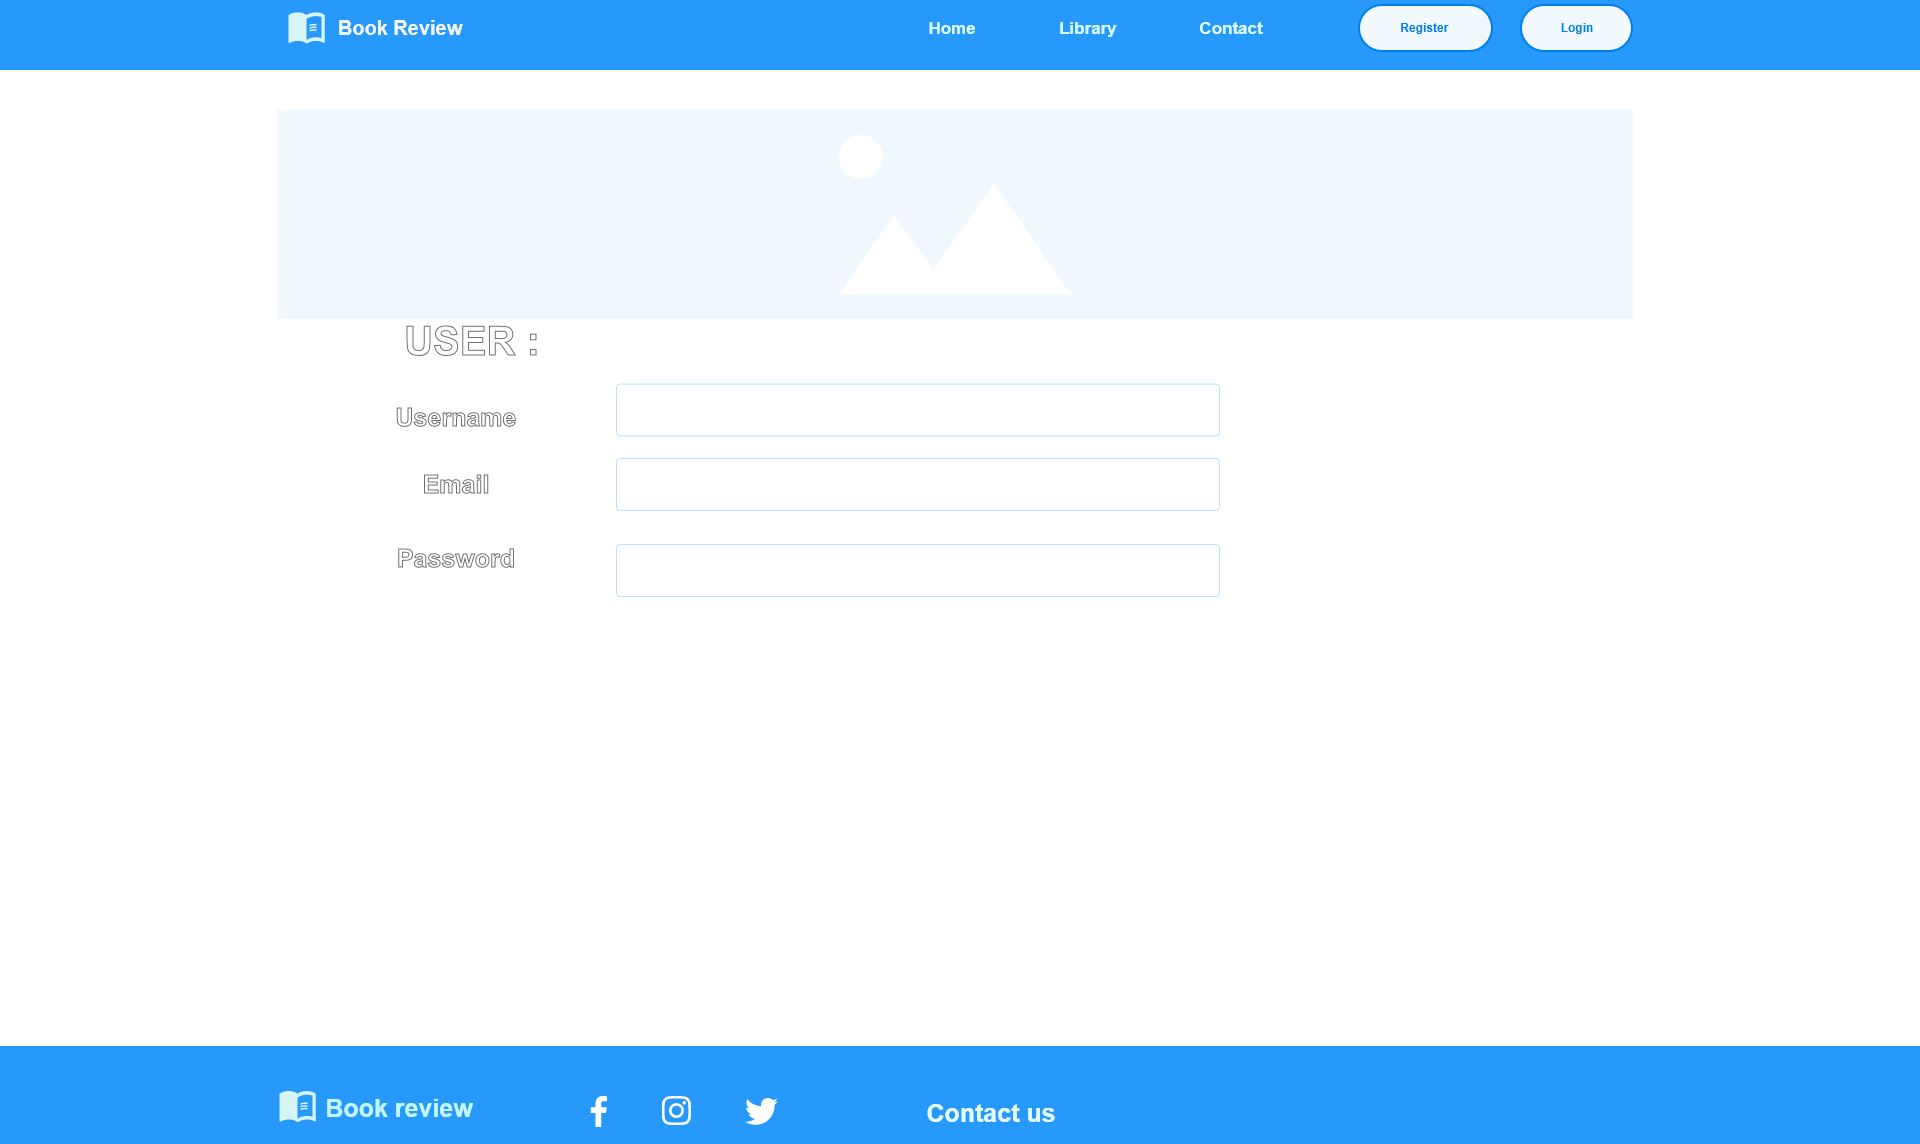 Book Review
Home
Library
Contact
Register
Login
USER :
Username
Email
Password
Book review
Contact us